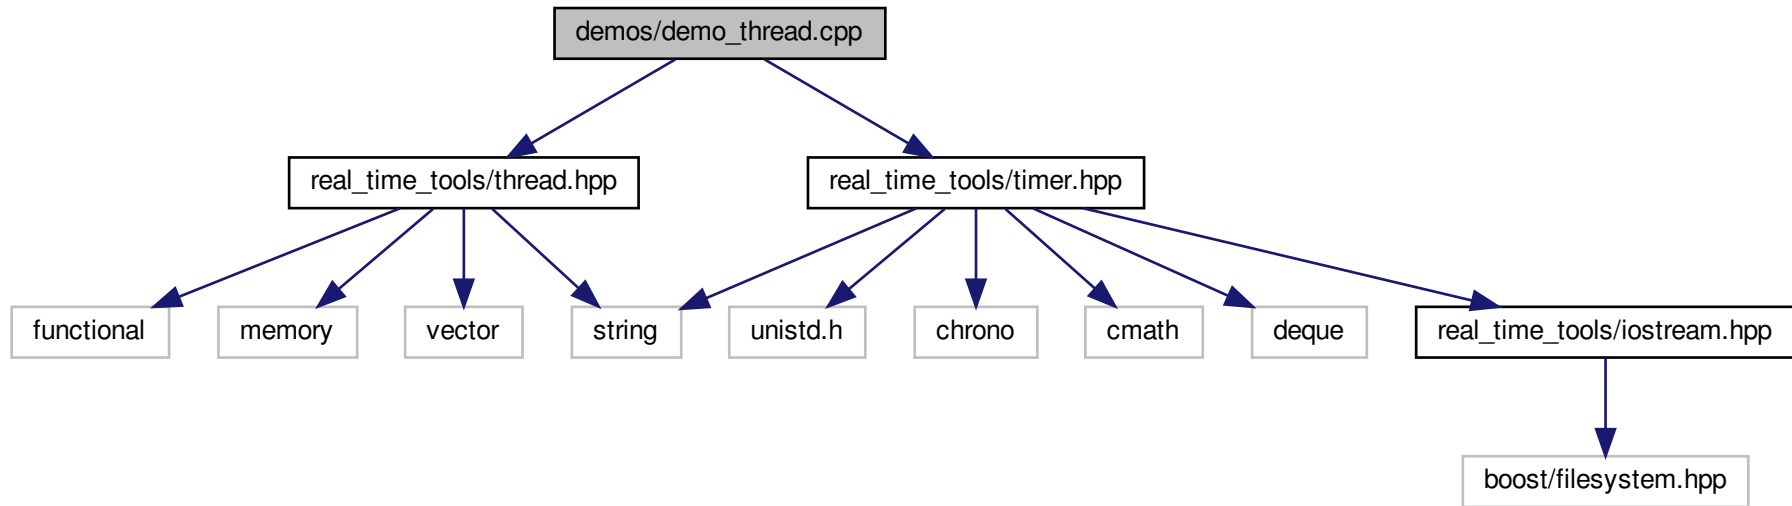 demos/demo_thread.cpp
real_time_tools/thread.hpp
real_time_tools/timer.hpp
functional
memory
vector
string
unistd.h
chrono
cmath
deque
real_time_tools/iostream.hpp
boost/filesystem.hpp